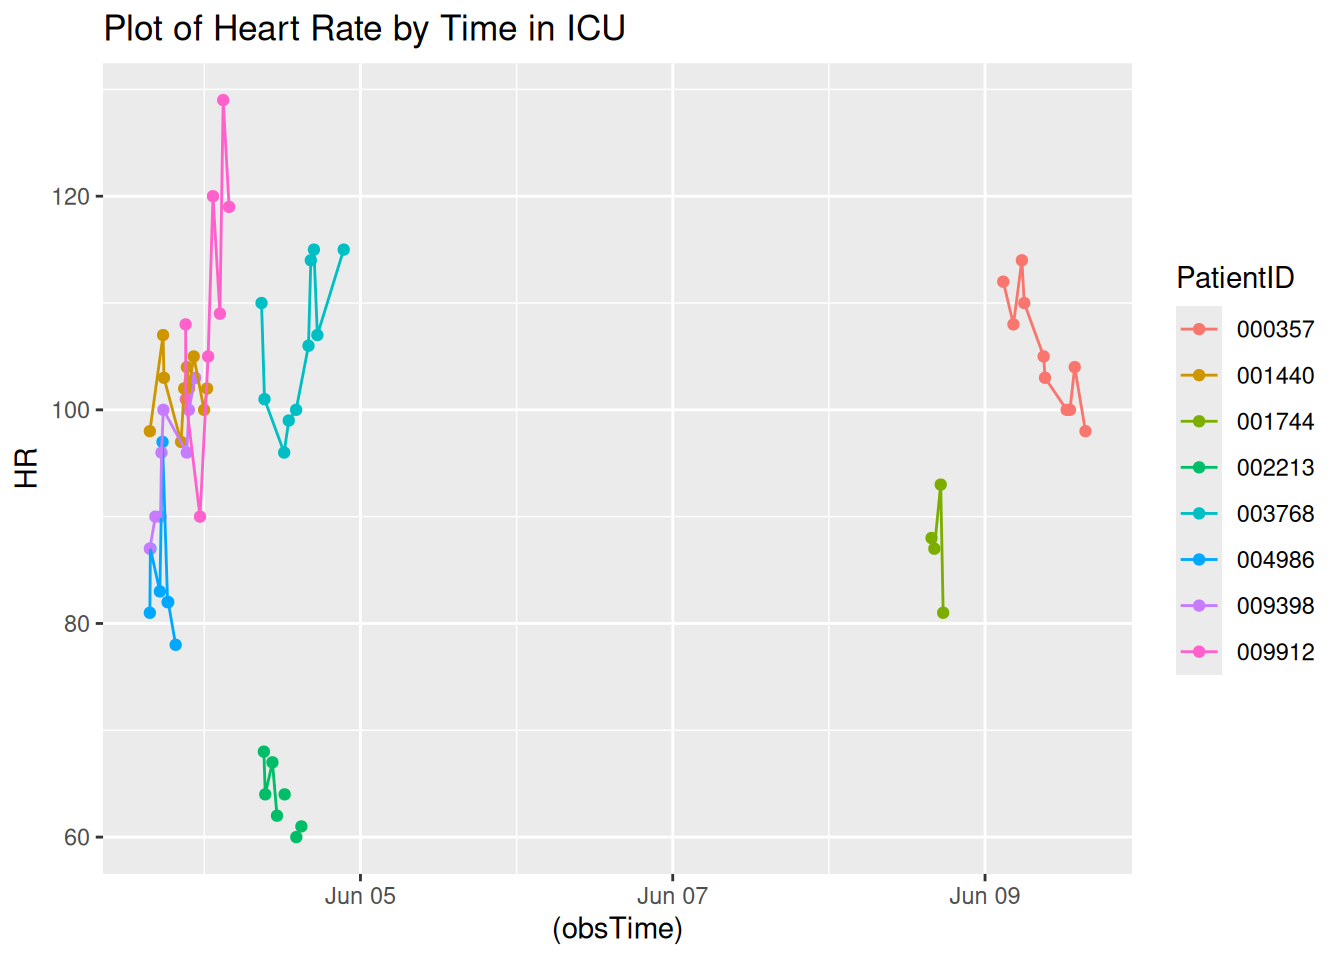 Plot of Heart Rate by Time in ICU
120
100
80
60
HR
Jun 05
Jun 07
Jun 09
(obsTime)
PatientID
000357
001440
001744
002213
003768
004986
009398
009912